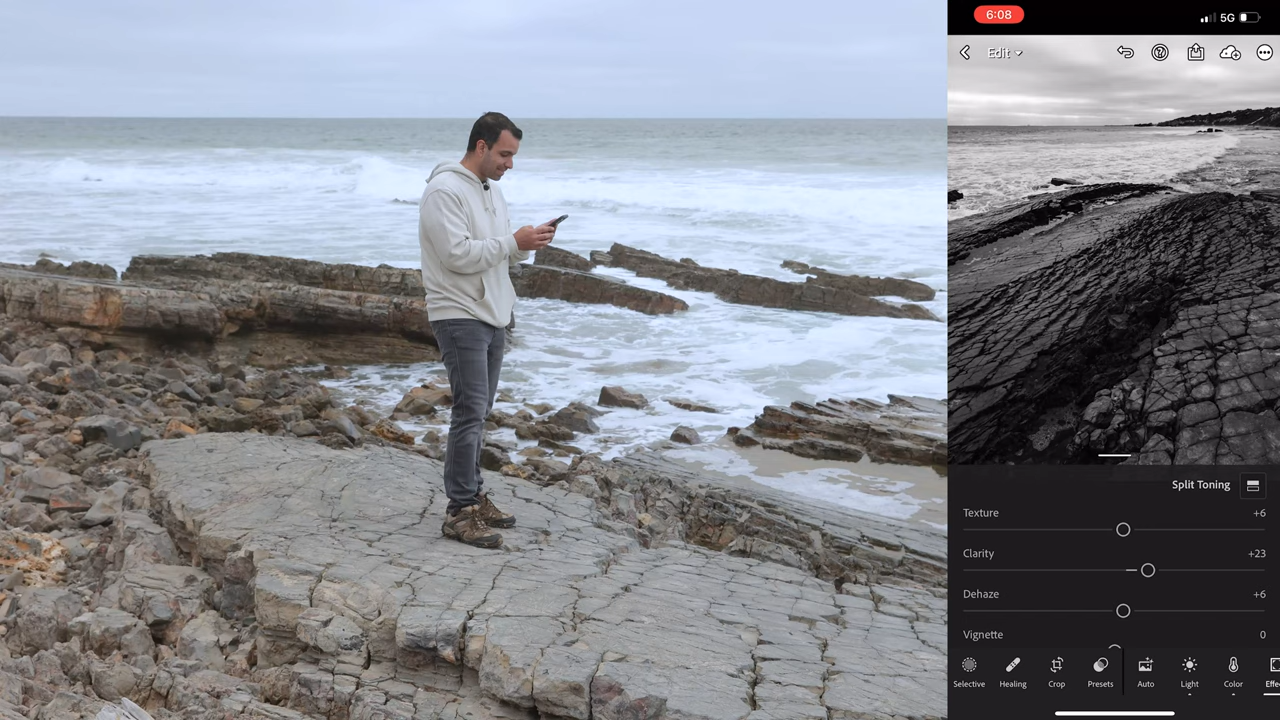 6:08
5G
Edit
Split Toning
Texture +6
Clarity +23
Dehaze +6
Vignette 0
Selective Healing Crop Presets Auto Light Color Effe